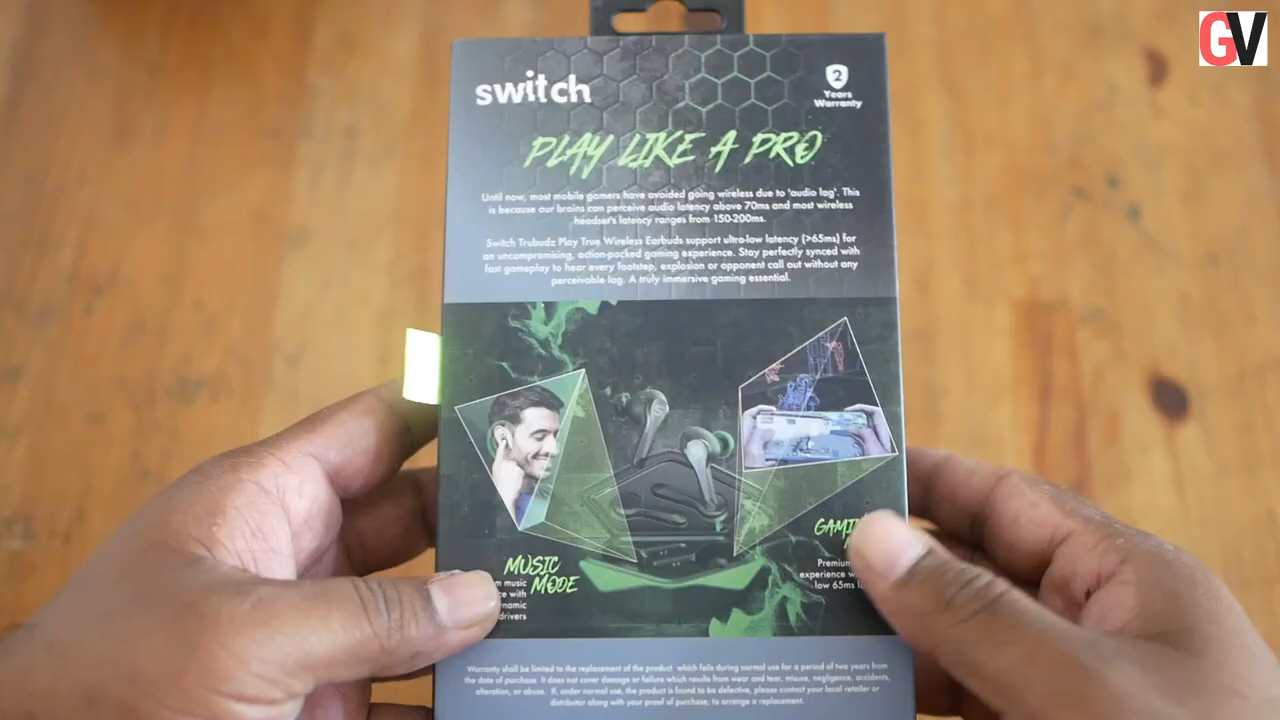 GV
switch
2
Years
Warranty
PLAY LIKE A PRO
Until now, most mobile gamers have avoided going wireless due to 'audio lag'. This
is because our brains can perceive audio latency above 70ms and most wireless
headset's latency ranges from 150-200ms.
Switch Trubudz Play True Wireless Earbuds support ultra-low latency (>65ms) for
an uncompromising, action-packed gaming experience. Stay perfectly synced with
fast gameplay to hear every footstep, explosion or opponent call out without any
perceivable lag. A truly immersive gaming essential.
MUSIC
MODE
music
with
drivers
Premium
experience
low 65ms
Warranty shall be limited to the replacement of the product which fails during normal use for a period of two years from
the date of purchase. It does not cover damage or failure which results from wear and tear, misuse, negligence, accidents,
alteration, or abuse. If, under normal use, the product is found to be defective, please contact your local retailer or
distributor along with your proof of purchase, to arrange a replacement.